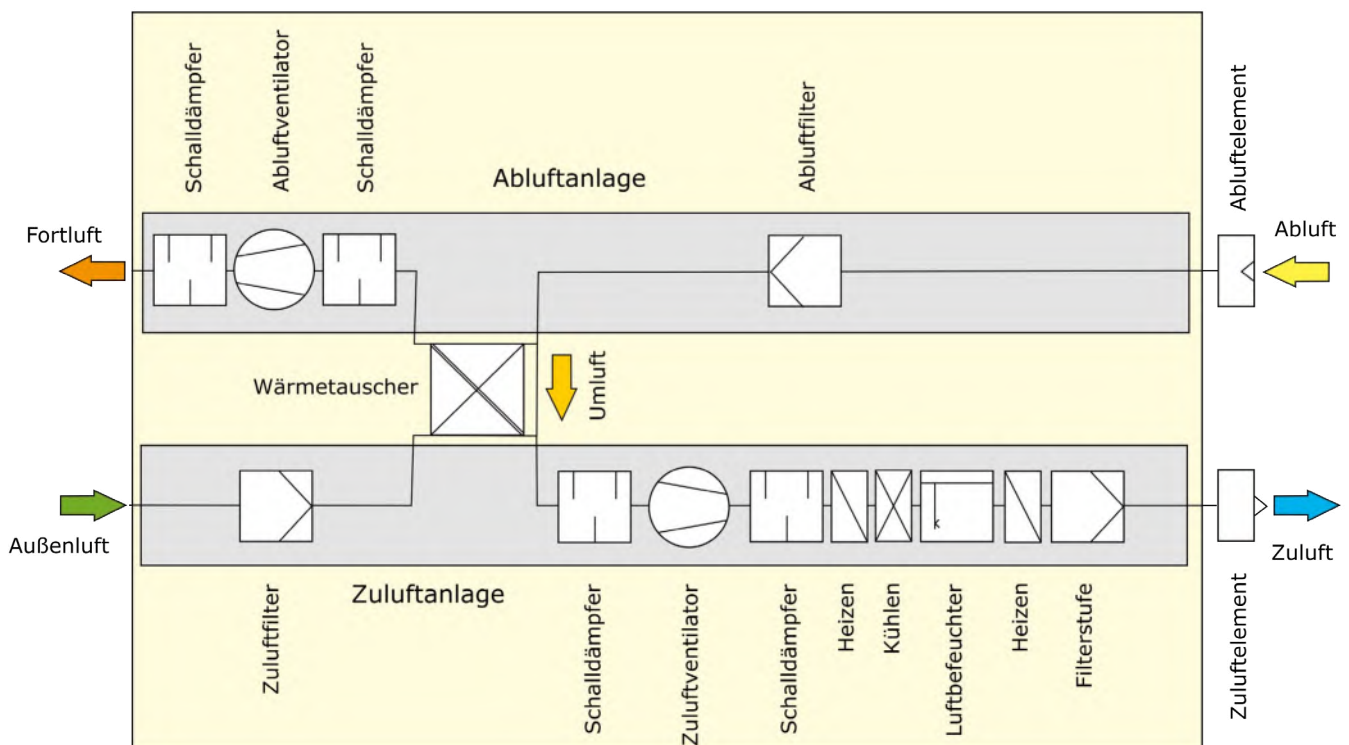 Schalldämpfer
Abluftventilator
Schalldämpfer
Abluftfilter
Abluftelement
Abluftanlage
Fortluft
Abluft
Wärmetauscher
Umluft
Außenluft
Zuluft
Zuluftanlage
Zuluftfilter
Schalldämpfer
Zuluftventilator
Schalldämpfer
Heizen
Kühlen
Luftbefeuchter
Heizen
Filterstufe
Zuluftelement